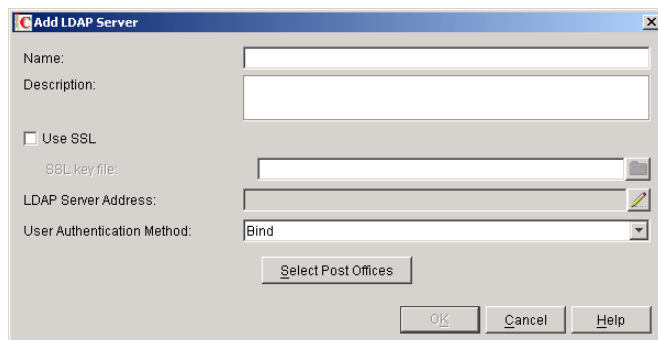 Add LDAP Server
Name:
Description:
Use SSL
SSL key file:
LDAP Server Address:
User Authentication Method: Bind
Select Post Offices
OK Cancel Help